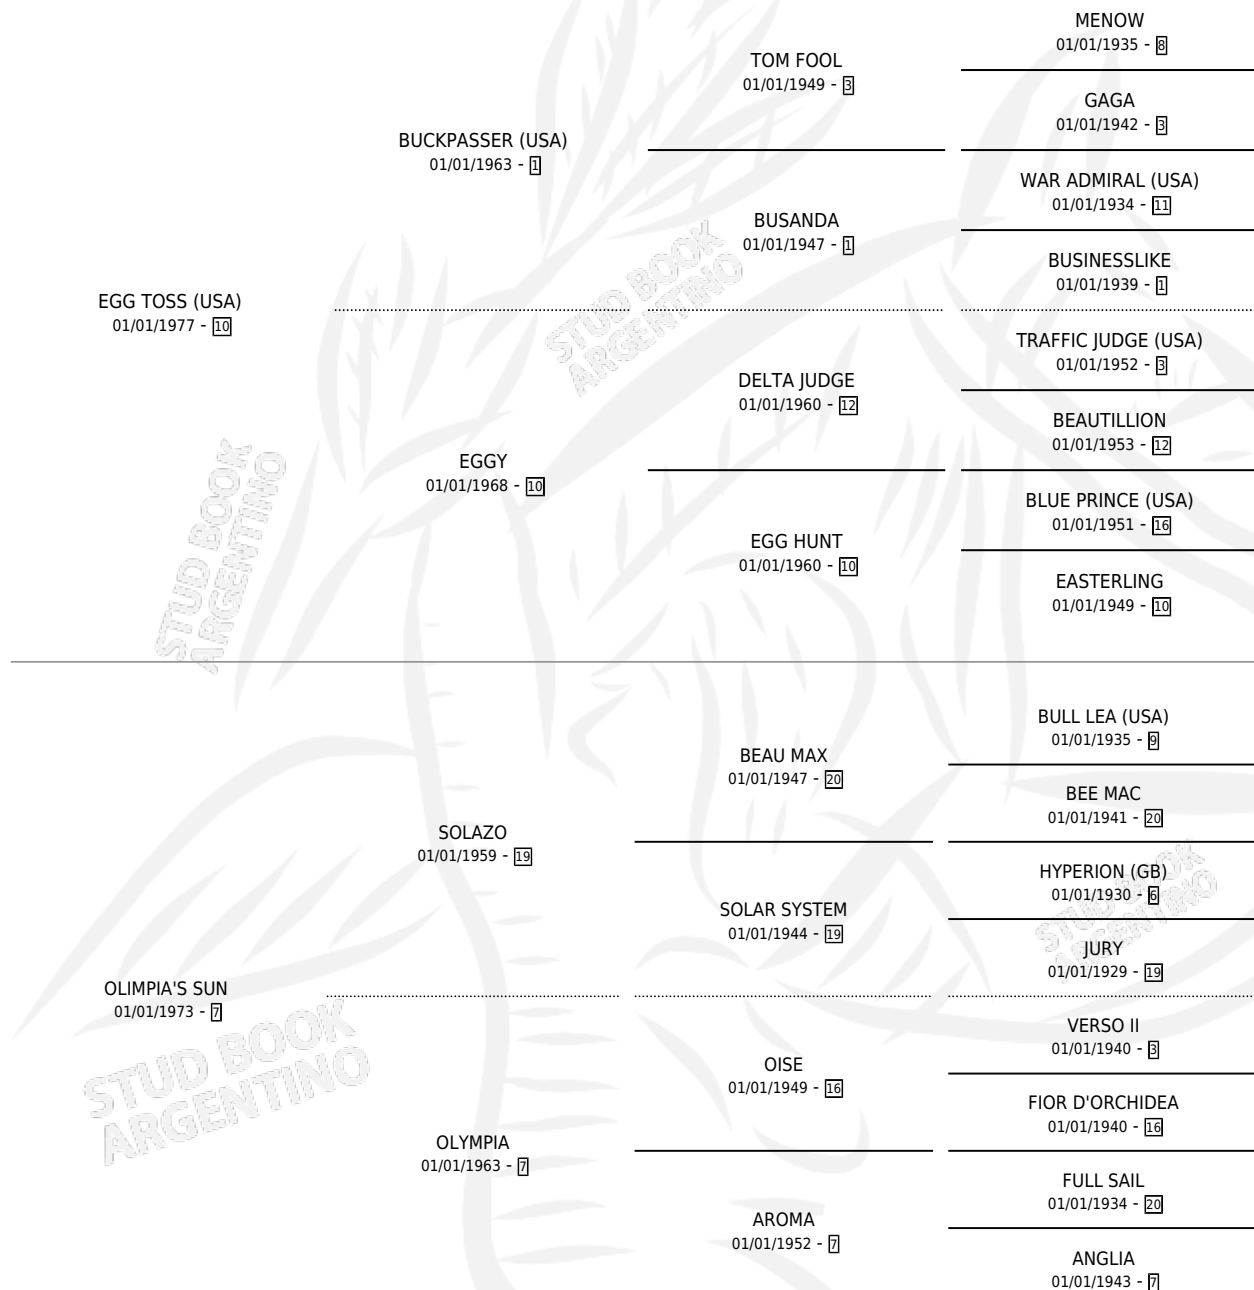 MENOW
01/01/1935 - 8
TOM FOOL
01/01/1949 - 3
GAGA
01/01/1942 - 3
BUCKPASSER (USA)
01/01/1963 - 1
WAR ADMIRAL (USA)
01/01/1934 - 11
BUSANDA
01/01/1947 - 1
BUSINESSLIKE
01/01/1939 - 1
EGG TOSS (USA)
01/01/1977 - 10
TRAFFIC JUDGE (USA)
01/01/1952 - 3
DELTA JUDGE
01/01/1960 - 12
BEAUTILLION
01/01/1953 - 12
EGGY
01/01/1968 - 10
BLUE PRINCE (USA)
01/01/1951 - 16
EGG HUNT
01/01/1960 - 10
EASTERLING
01/01/1949 - 10
BULL LEA (USA)
01/01/1935 - 9
BEAU MAX
01/01/1947 - 20
BEE MAC
01/01/1941 - 20
SOLAZO
01/01/1959 - 19
HYPERION (GB)
01/01/1930 - 6
SOLAR SYSTEM
01/01/1944 - 19
JURY
01/01/1929 - 19
OLIMPIA'S SUN
01/01/1973 - 7
VERSO II
01/01/1940 - 3
OISE
01/01/1949 - 16
FIOR D'ORCHIDEA
01/01/1940 - 16
OLYMPIA
01/01/1963 - 7
FULL SAIL
01/01/1934 - 20
AROMA
01/01/1952 - 7
ANGLIA
01/01/1943 - 7
STUD BOOK
ARGENTINO
STUD BOOK
ARGENTINO
STUD BOOK
ARGENTINO
STUD BOOK
ARGENTINO